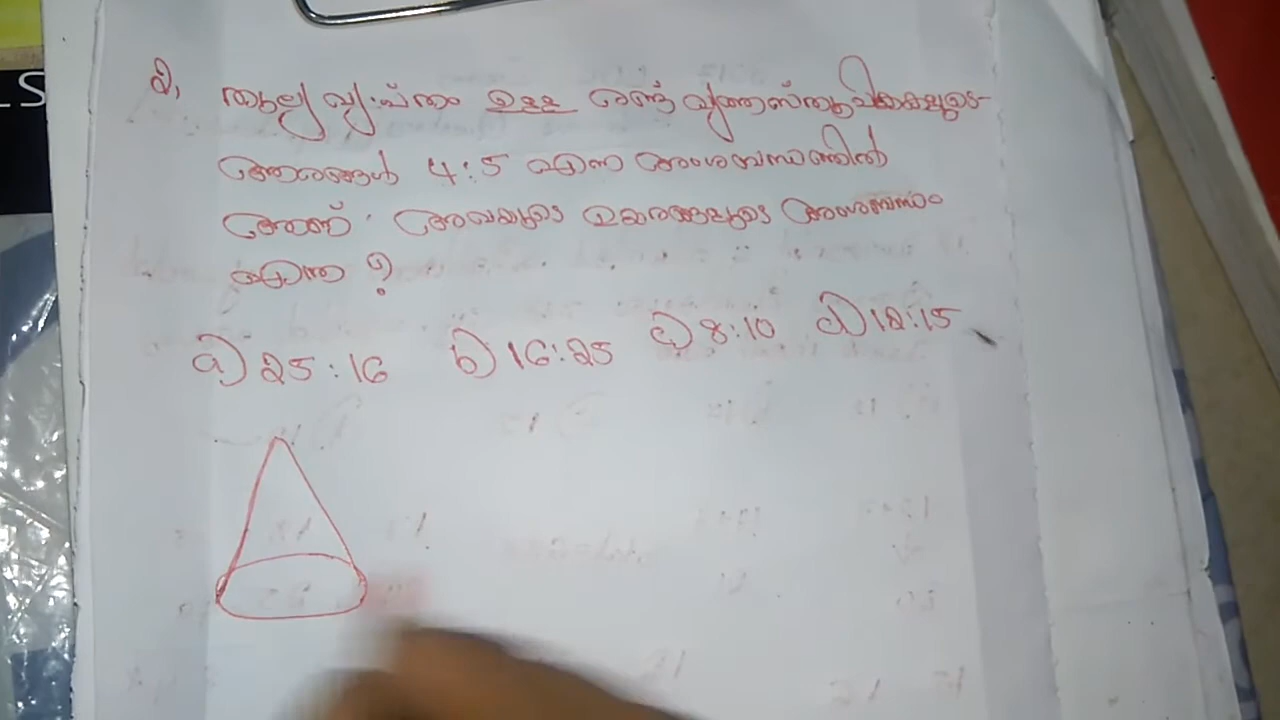 2, തുല്യ വ്യാപ്തം ഉള്ള രണ്ട് വൃത്തസ്തൂപികകളുടെ
ആരങ്ങൾ 4:5 എന്ന അംശബന്ധത്തിൽ
ആണ്. അവയുടെ ഉയരങ്ങളുടെ അംശബന്ധം
എന്ത ?
a) 25:16 b) 16:25 c) 8:10 d) 12:15